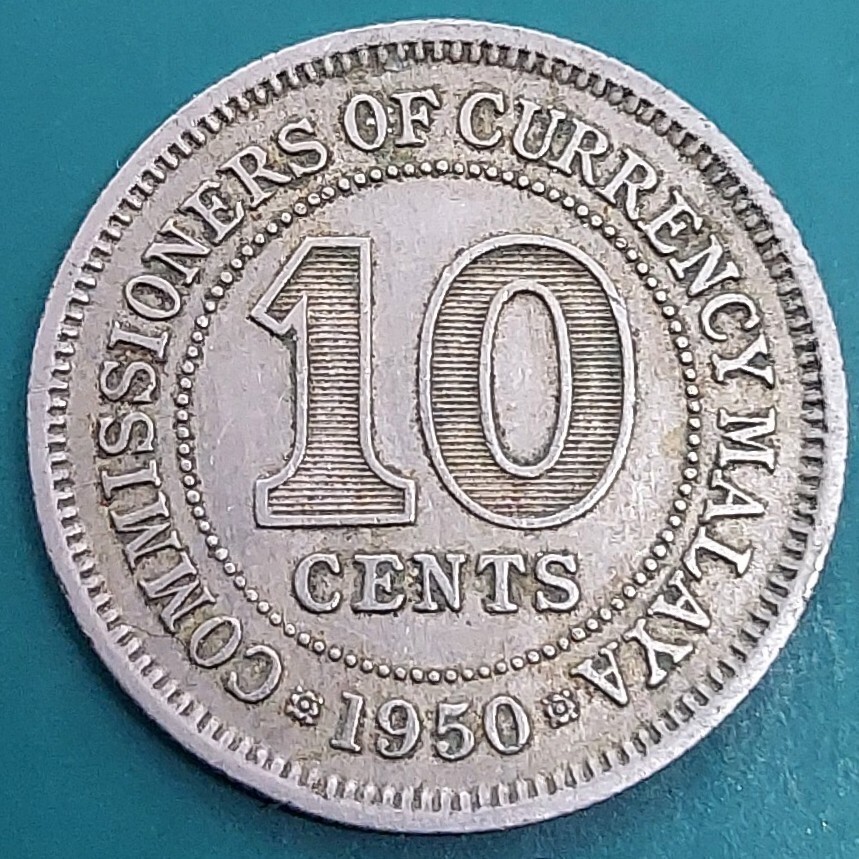 COMMISSIONERS OF CURRENCY MALAYA
10
CENTS
1950